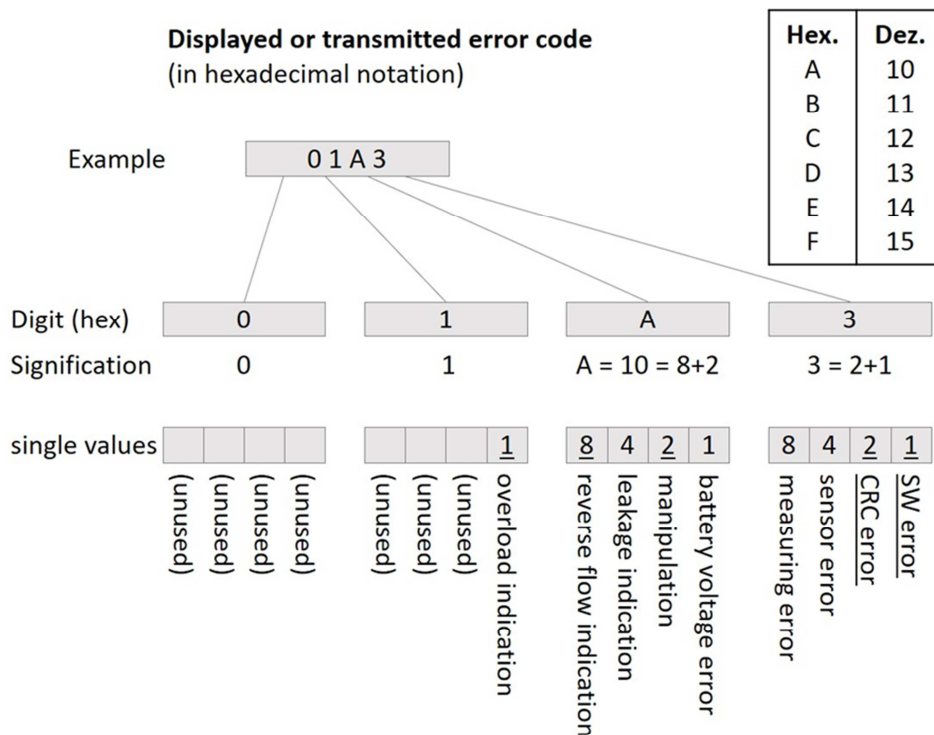 Displayed or transmitted error code
(in hexadecimal notation)
Hex. Dez.
A 10
B 11
C 12
D 13
E 14
F 15
Example 0 1 A 3
Digit (hex) 0 1 A 3
Signification 0 1 A = 10 = 8+2 3 = 2+1
single values 1 8 4 2 1 8 4 2 1
(unused)
(unused)
(unused)
(unused)
(unused)
(unused)
(unused)
overload indication
reverse flow indication
leakage indication
manipulation
battery voltage error
measuring error
sensor error
CRC error
SW error